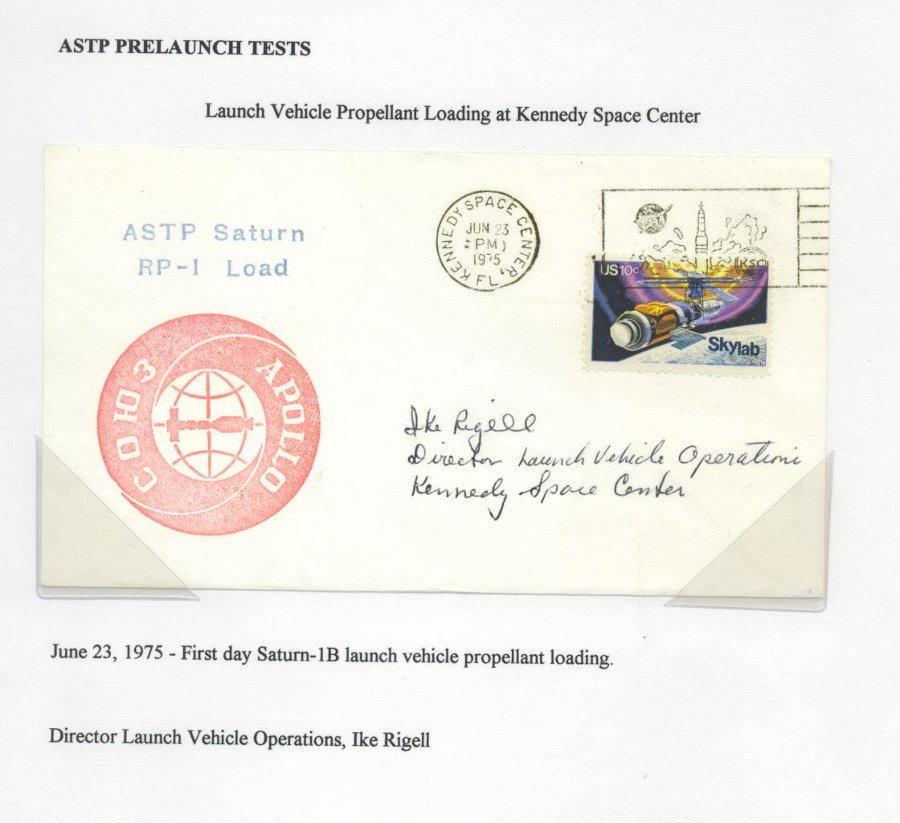 ASTP PRELAUNCH TESTS
Launch Vehicle Propellant Loading at Kennedy Space Center
ASTP Saturn
RP-1 Load
KENNEDY SPACE CENTER, FL.
JUN 23
PM
1975
KSC
US10c
Skylab
СОЮЗ
APOLLO
Ike Rigell
Director Launch Vehicle Operations
Kennedy Space Center
June 23, 1975 - First day Saturn-1B launch vehicle propellant loading.
Director Launch Vehicle Operations, Ike Rigell